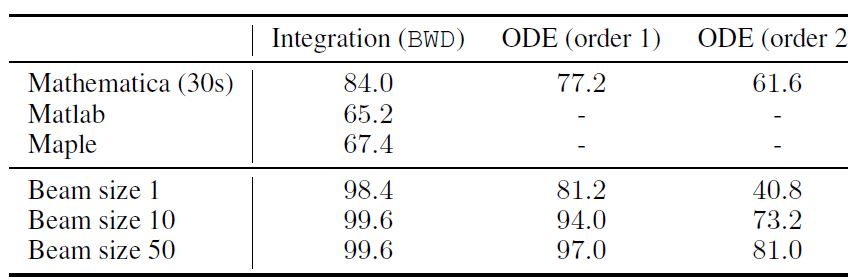 Integration (BWD) ODE (order 1) ODE (order 2
Mathematica (30s) 84.0 77.2 61.6
Matlab 65.2 - -
Maple 67.4 - -
Beam size 1 98.4 81.2 40.8
Beam size 10 99.6 94.0 73.2
Beam size 50 99.6 97.0 81.0